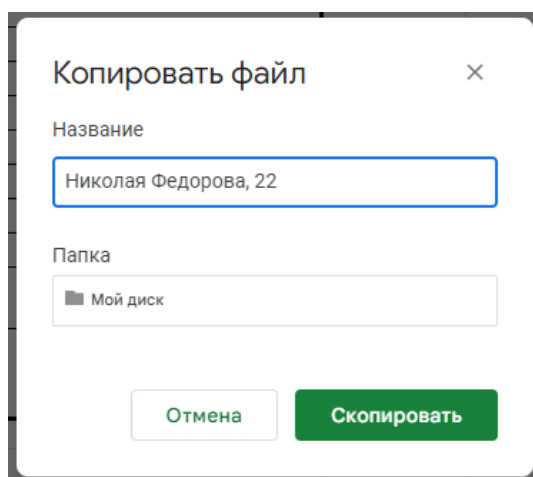 Копировать файл
Название
Николая Федорова, 22
Папка
Мой диск
Отмена Скопировать